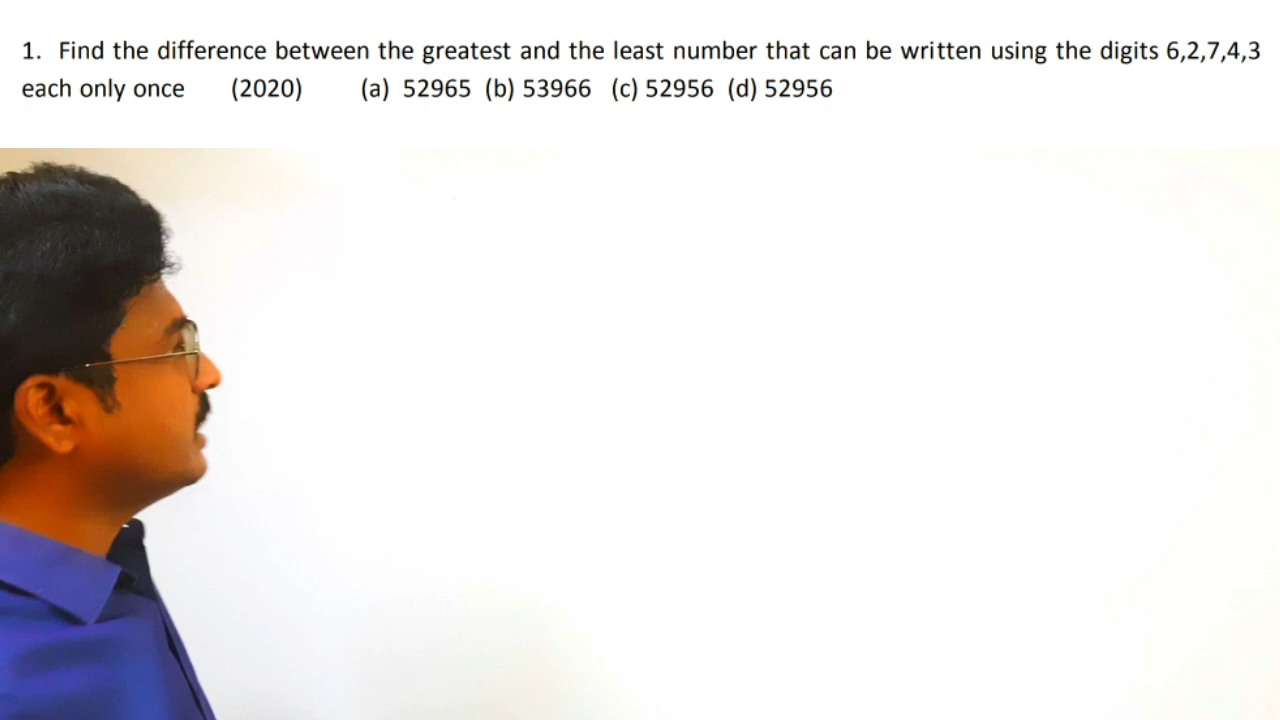 1. Find the difference between the greatest and the least number that can be written using the digits 6,2,7,4,3
each only once (2020) (a) 52965 (b) 53966 (c) 52956 (d) 52956